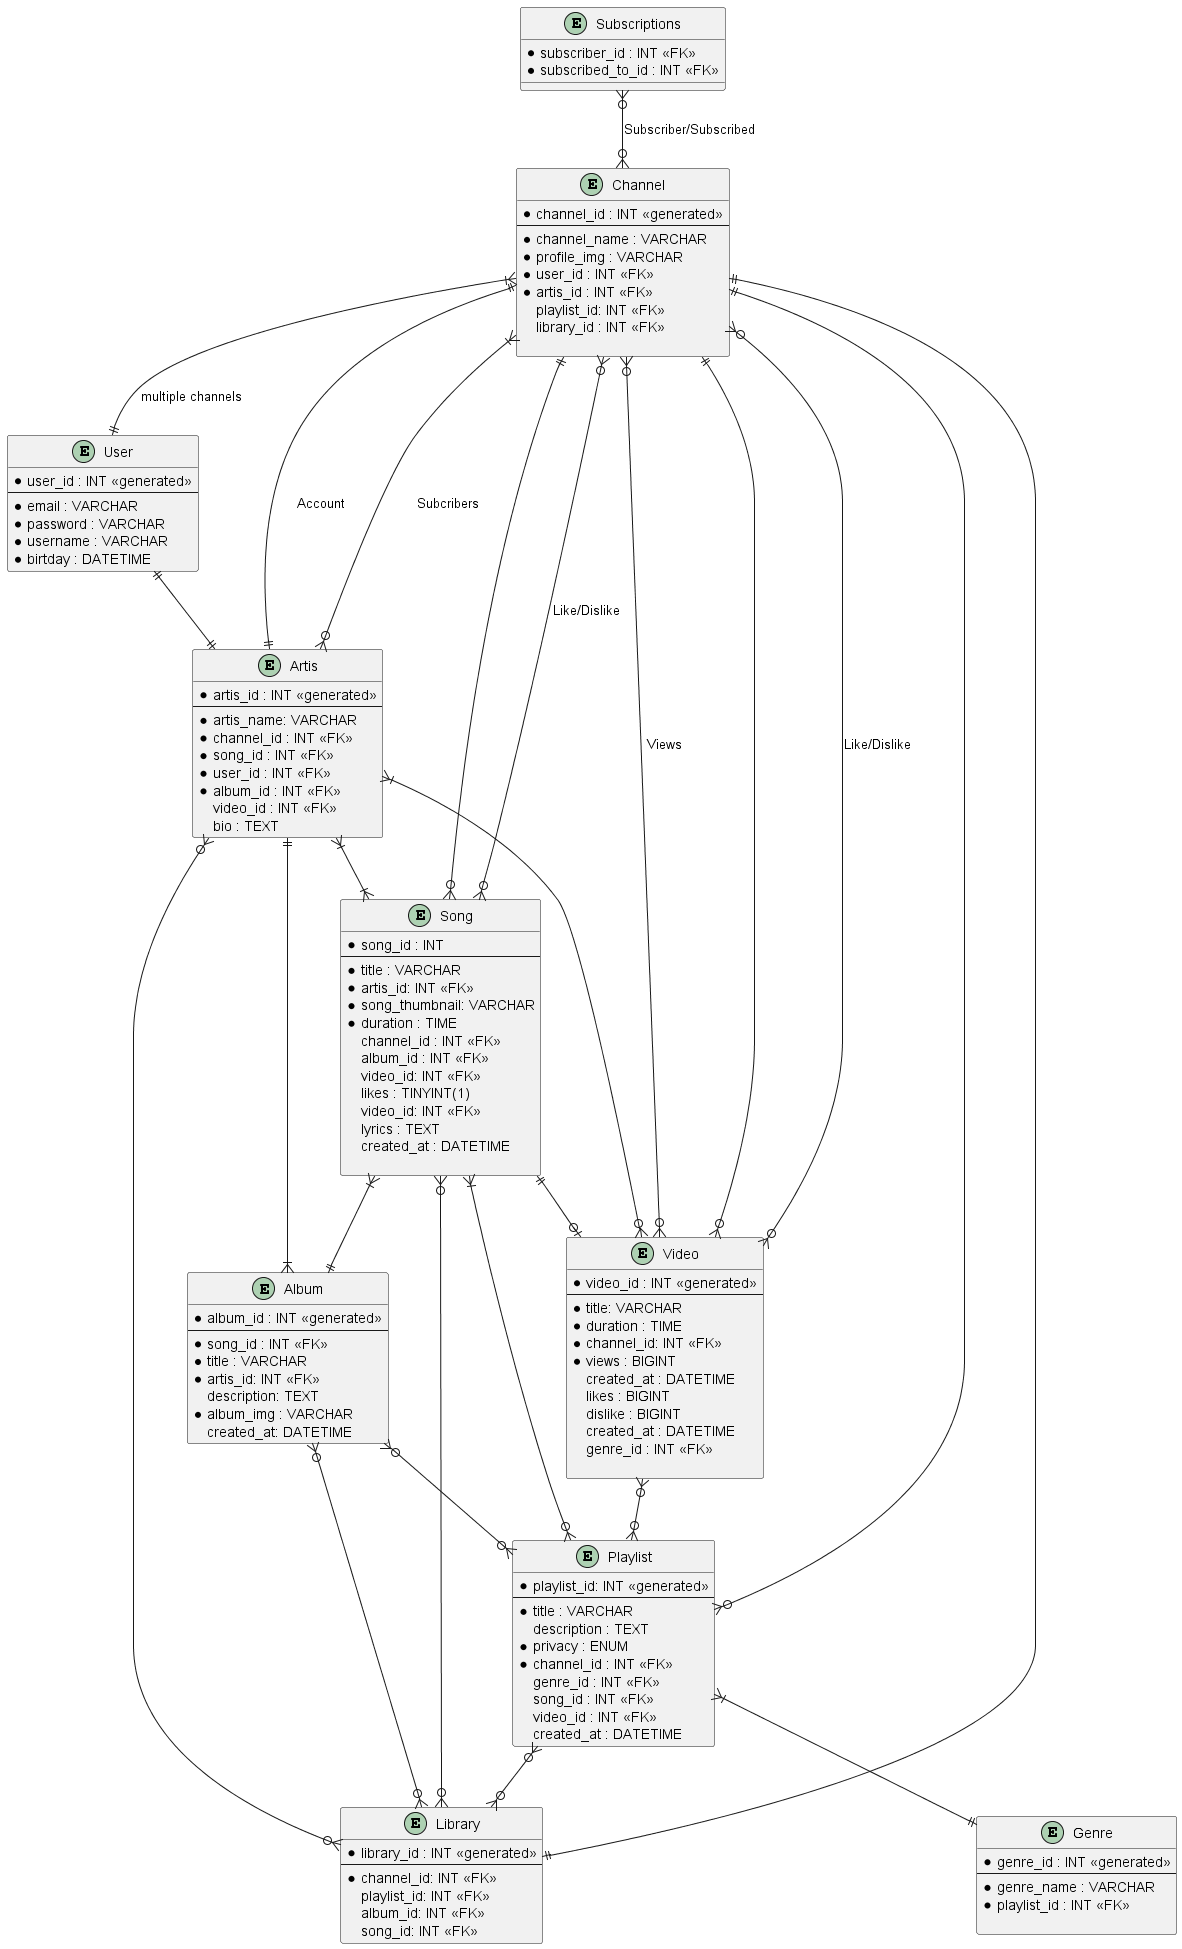 E Subscriptions
subscriber_id : INT «FK»
subscribed_to_id : INT «FK»
Subscriber/Subscribed
E Channel
channel_id : INT «generated»
channel_name : VARCHAR
profile_img : VARCHAR
user_id : INT «FK»
artis_id : INT «FK»
playlist_id: INT «FK»
library_id : INT «FK»
multiple channels
E User
user_id : INT «generated»
email : VARCHAR
password : VARCHAR
username : VARCHAR
birtday : DATETIME
Account
Subcribers
Like/Dislike
Views
Like/Dislike
E Artis
artis_id : INT «generated»
artis_name: VARCHAR
channel_id : INT «FK»
song_id : INT «FK»
user_id : INT «FK»
album_id : INT «FK»
video_id : INT «FK»
bio : TEXT
E Song
song_id : INT
title : VARCHAR
artis_id: INT «FK»
song_thumbnail: VARCHAR
duration : TIME
channel_id : INT «FK»
album_id : INT «FK»
video_id: INT «FK»
likes : TINYINT(1)
video_id: INT «FK»
lyrics : TEXT
created_at : DATETIME
E Video
video_id : INT «generated»
title: VARCHAR
duration : TIME
channel_id: INT «FK»
views : BIGINT
created_at : DATETIME
likes : BIGINT
dislike : BIGINT
created_at : DATETIME
genre_id : INT «FK»
E Album
album_id : INT «generated»
song_id : INT «FK»
title : VARCHAR
artis_id: INT «FK»
description: TEXT
album_img : VARCHAR
created_at: DATETIME
E Playlist
playlist_id: INT «generated»
title : VARCHAR
description : TEXT
privacy : ENUM
channel_id : INT «FK»
genre_id : INT «FK»
song_id : INT «FK»
video_id : INT «FK»
created_at : DATETIME
E Library
library_id : INT «generated»
channel_id: INT «FK»
playlist_id: INT «FK»
album_id: INT «FK»
song_id: INT «FK»
E Genre
genre_id : INT «generated»
genre_name : VARCHAR
playlist_id : INT «FK»